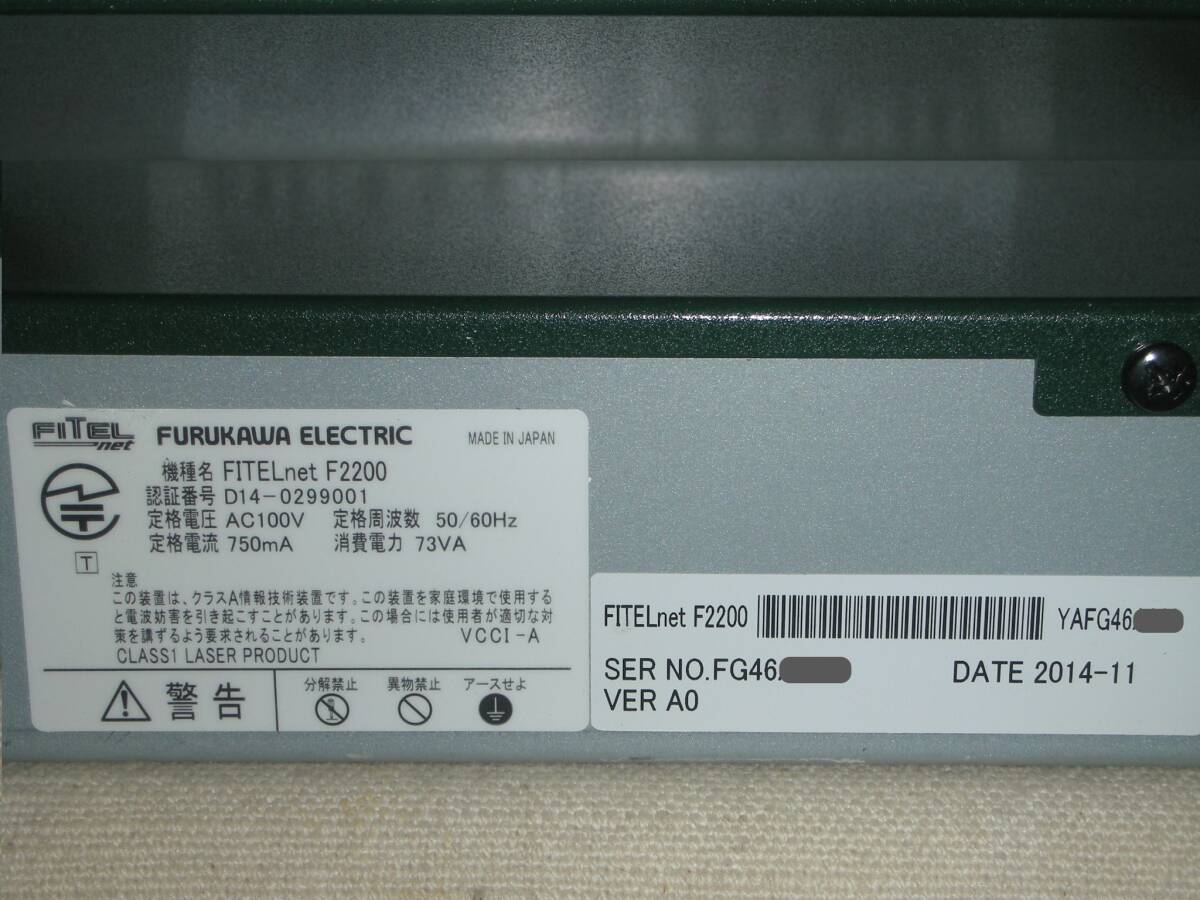 FITEL net FURUKAWA ELECTRIC MADE IN JAPAN
機種名 FITELnet F2200
認証番号 D14-0299001
定格電圧 AC100V 定格周波数 50/60Hz
定格電流 750mA 消費電力 73VA
T
注意
この装置は、クラスA情報技術装置です。この装置を家庭環境で使用する
と電波妨害を引き起こすことがあります。この場合には使用者が適切な対
策を講ずるよう要求されることがあります。 VCCI-A
CLASS1 LASER PRODUCT
警告 分解禁止 異物禁止 アースせよ
FITELnet F2200 YAFG46
SER NO.FG46 DATE 2014-11
VER A0